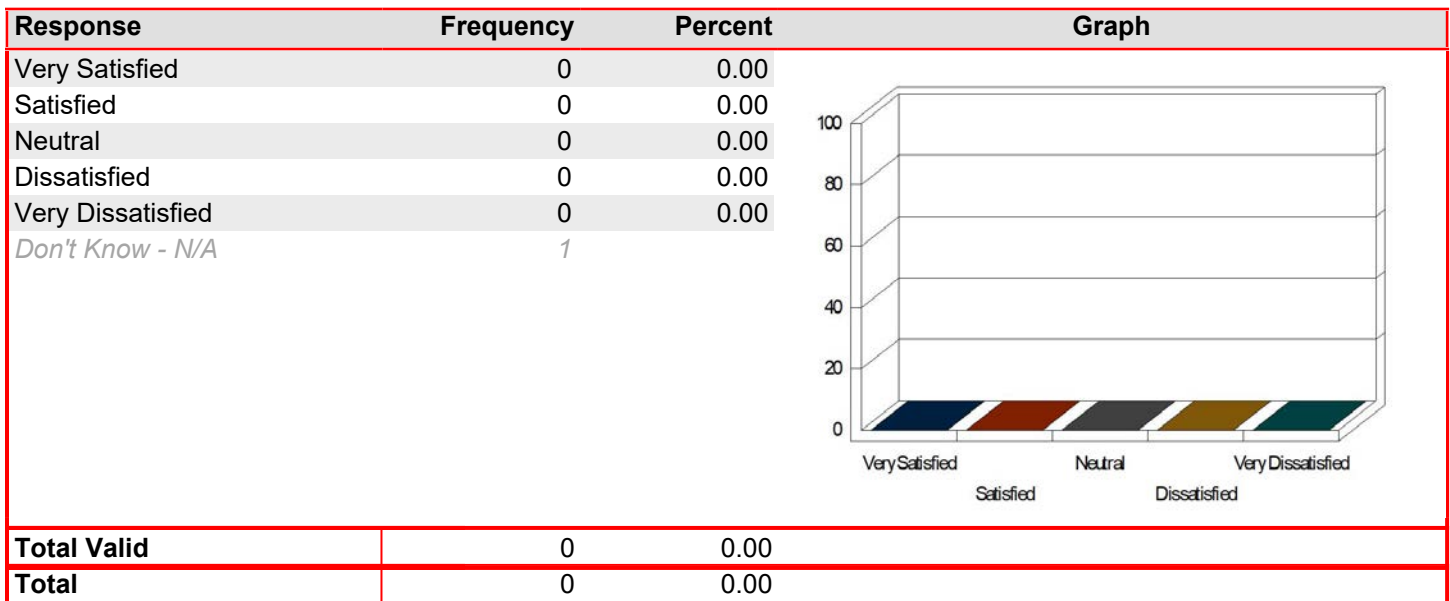 Response Frequency Percent Graph
Very Satisfied 0 0.00
Satisfied 0 0.00
Neutral 0 0.00
Dissatisfied 0 0.00
Very Dissatisfied 0 0.00
Don't Know - N/A 1
100
80
60
40
20
0
Very Satisfied Neutral Very Dissatisfied
Satisfied Dissatisfied
Total Valid 0 0.00
Total 0 0.00